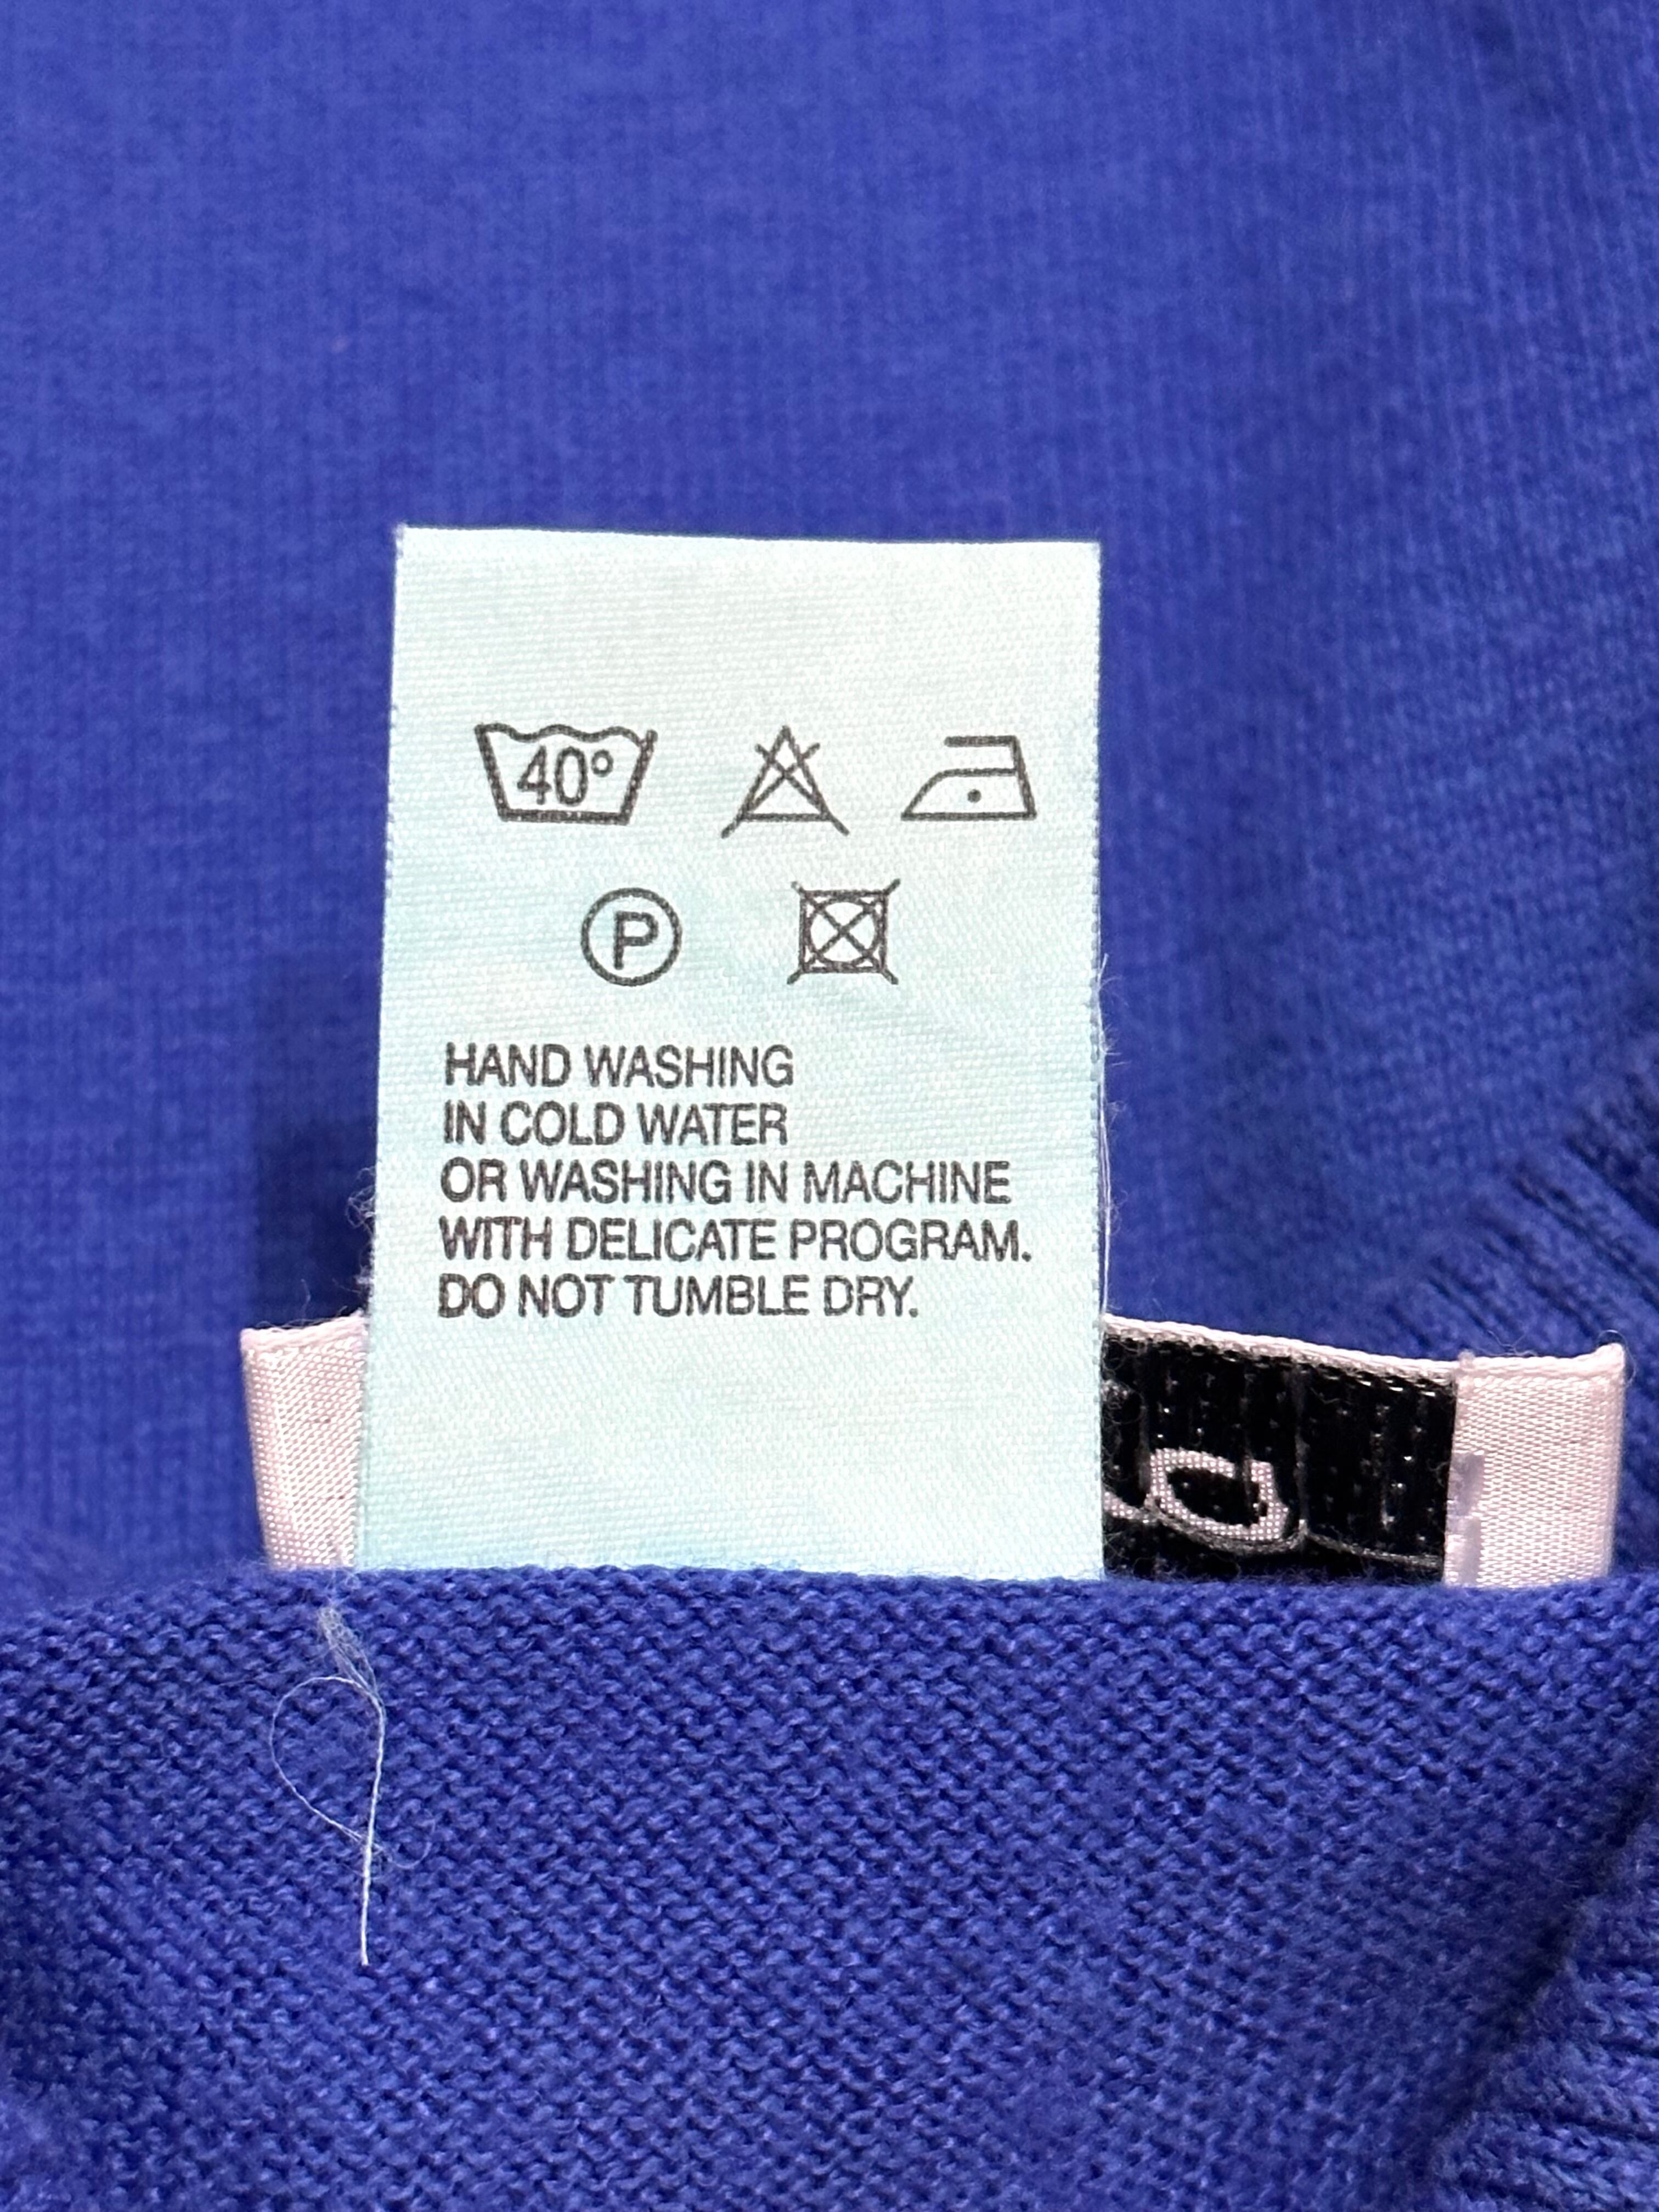 40°
P
HAND WASHING
IN COLD WATER
OR WASHING IN MACHINE
WITH DELICATE PROGRAM.
DO NOT TUMBLE DRY.